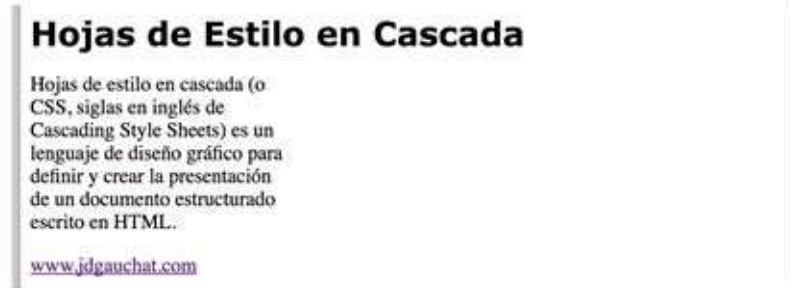 Hojas de Estilo en Cascada
Hojas de estilo en cascada (o
CSS, siglas en inglés de
Cascading Style Sheets) es un
lenguaje de diseño gráfico para
definir y crear la presentación
de un documento estructurado
escrito en HTML.
www.jdgauchat.com